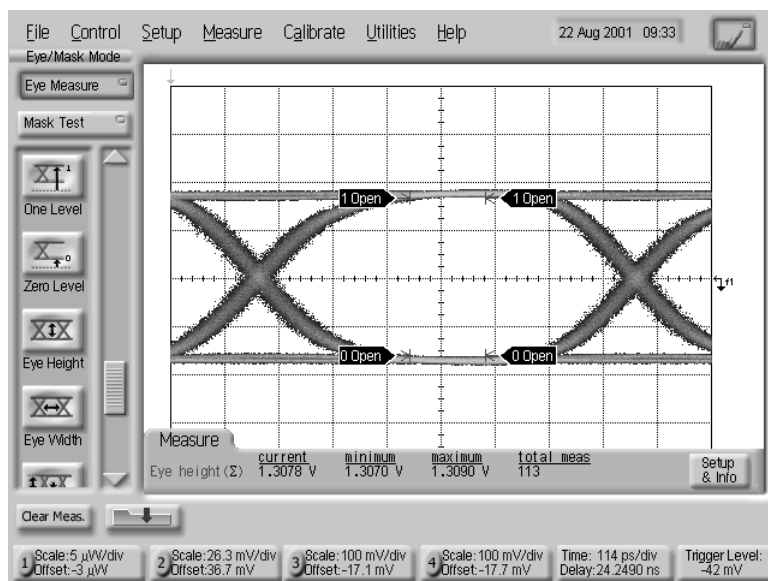 File Control Setup Measure Calibrate Utilities Help 22 Aug 2001 09:33
Eye/Mask Mode
Eye Measure
Mask Test
1
One Level
0
Zero Level
Eye Height
Eye Width
1 Open 1 Open
f1
0 Open 0 Open
Measure
current minimum maximum total meas
Eye height(Σ) 1.3078 V 1.3070 V 1.3090 V 113
Setup
& Info
Clear Meas.
1 Scale:5 µW/div
Offset:-3 µW
2 Scale:26.3 mV/div
Offset:36.7 mV
3 Scale:100 mV/div
Offset:-17.1 mV
4 Scale:100 mV/div
Offset:-17.7 mV
Time: 114 ps/div
Delay:24.2490 ns
Trigger Level:
-42 mV